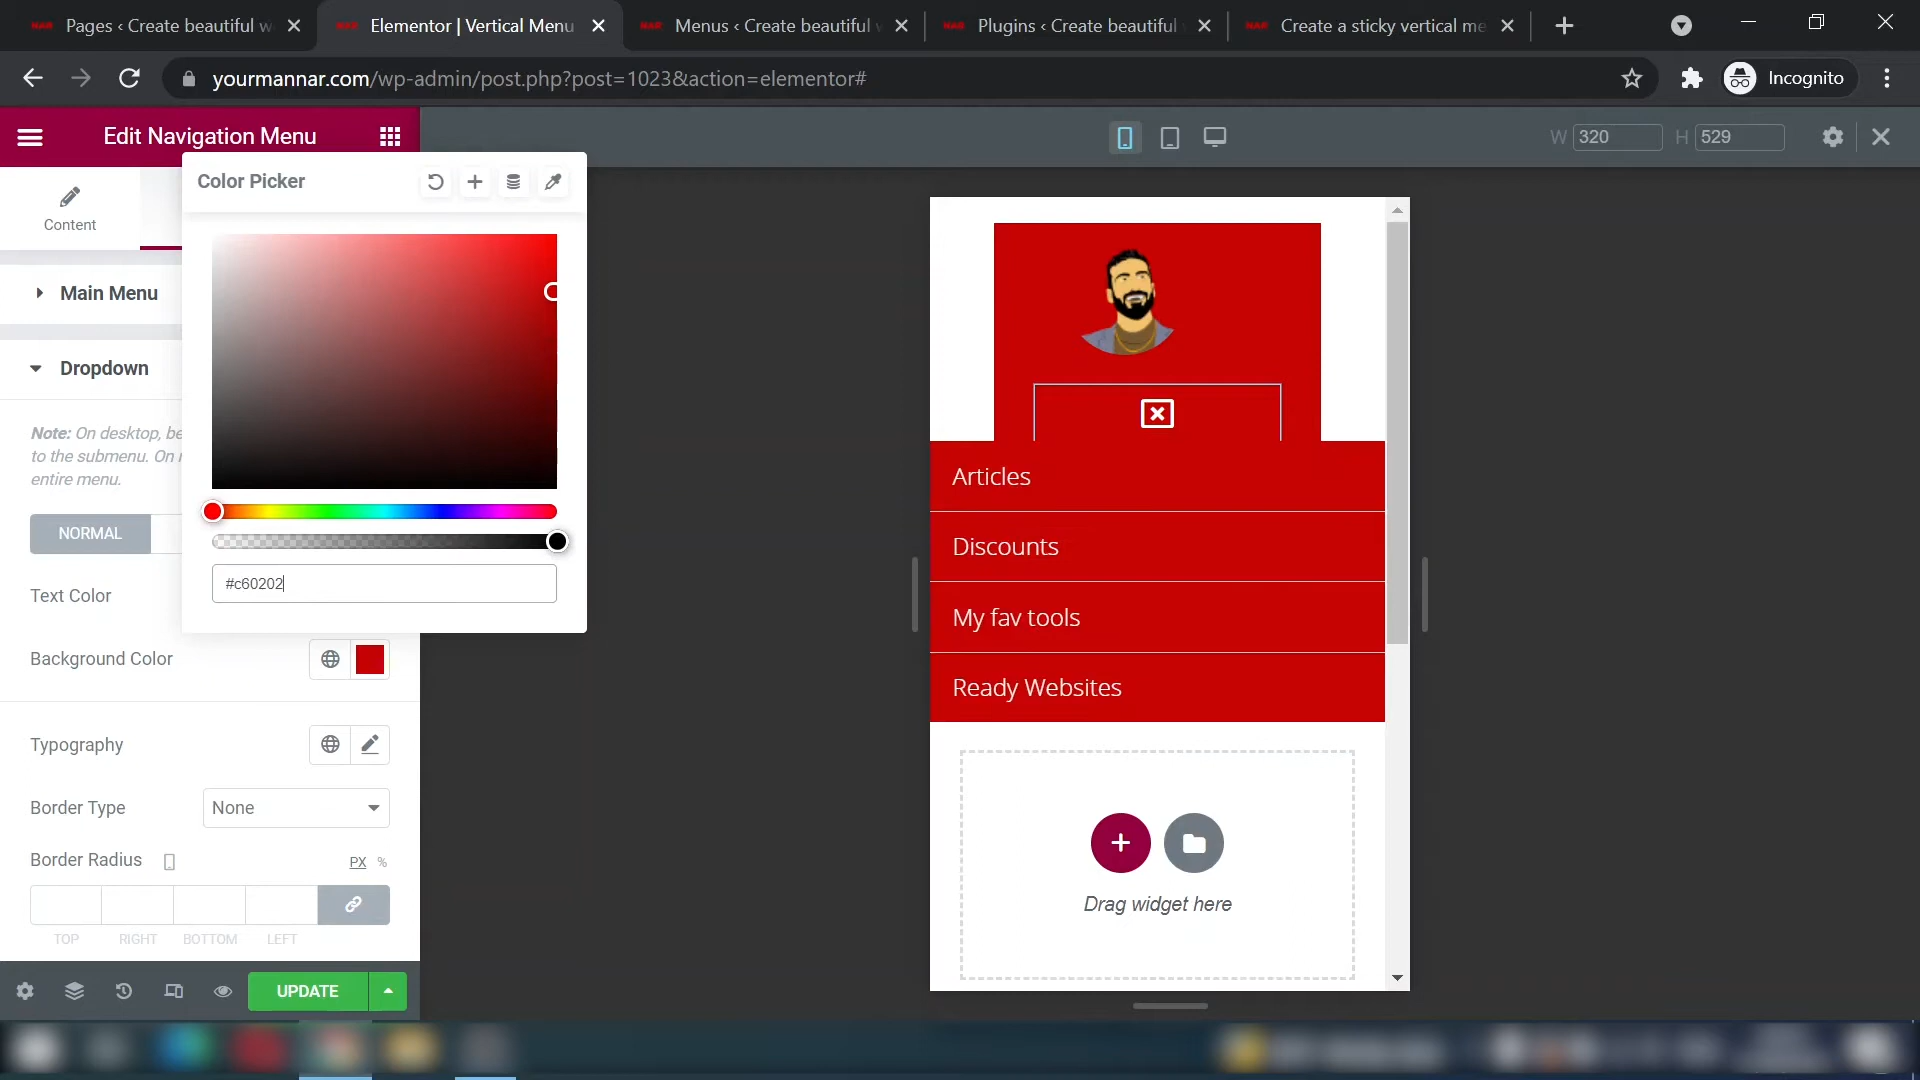 Pages ‹ Create beautiful w
Elementor | Vertical Menu
Menus ‹ Create beautiful
Plugins ‹ Create beautiful
Create a sticky vertical me
yourmannar.com/wp-admin/post.php?post=1023&action=elementor#
Incognito
Edit Navigation Menu
W 320
H 529
Color Picker
Content
Main Menu
Dropdown
Note: On desktop, be
to the submenu. On
entire menu.
NORMAL
#c60202
Text Color
Background Color
Typography
Border Type
None
Border Radius
PX %
TOP RIGHT BOTTOM LEFT
UPDATE
Articles
Discounts
My fav tools
Ready Websites
Drag widget here